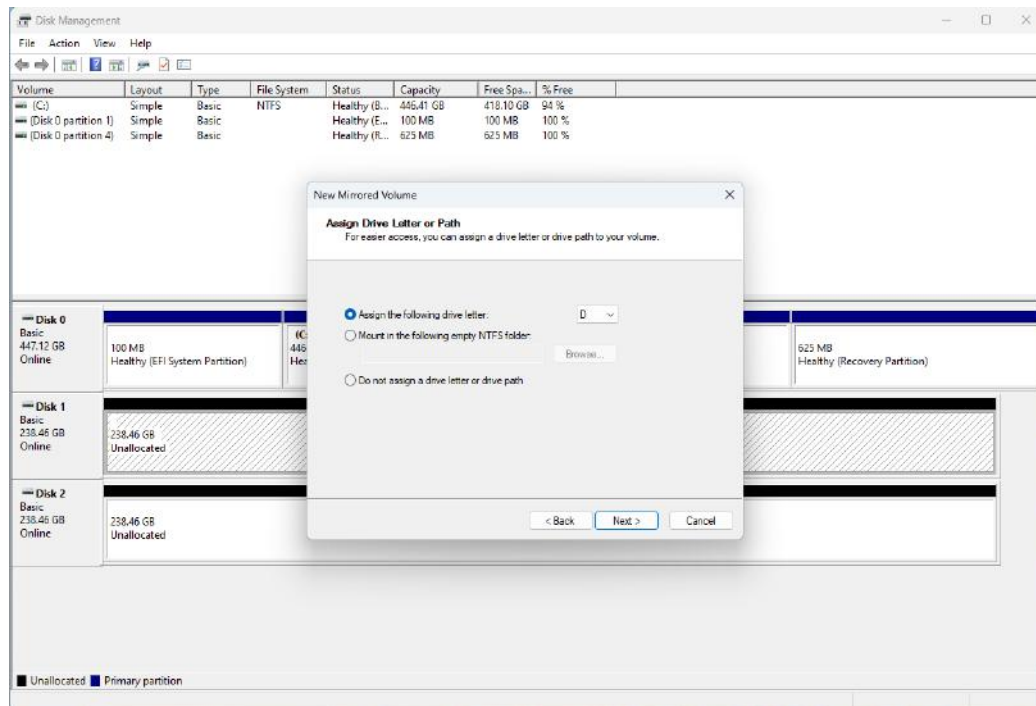 Disk Management
File Action View Help
Volume Layout Type File System Status Capacity Free Spa... % Free
(C:) Simple Basic NTFS Healthy (B... 446.41 GB 418.10 GB 94 %
(Disk 0 partition 1) Simple Basic Healthy (E... 100 MB 100 MB 100 %
(Disk 0 partition 4) Simple Basic Healthy (R... 625 MB 625 MB 100 %
New Mirrored Volume
Assign Drive Letter or Path
For easier access, you can assign a drive letter or drive path to your volume.
Assign the following drive letter: D
Mount in the following empty NTFS folder:
Browse...
Do not assign a drive letter or drive path
< Back Next > Cancel
Disk 0
Basic
447.12 GB
Online
100 MB
Healthy (EFI System Partition)
(C:
446
Hea
625 MB
Healthy (Recovery Partition)
Disk 1
Basic
238.46 GB
Online
238.46 GB
Unallocated
Disk 2
Basic
238.46 GB
Online
238.46 GB
Unallocated
Unallocated Primary partition